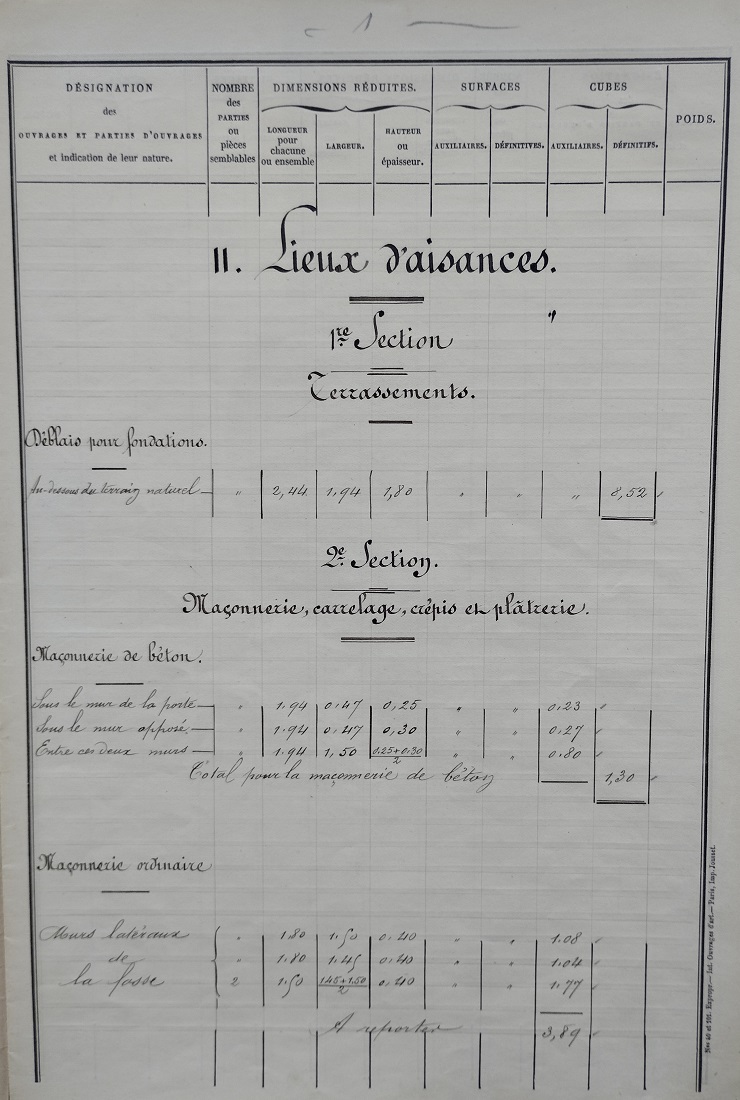 - 1 -
DÉSIGNATION
des
OUVRAGES ET PARTIES D'OUVRAGES
et indication de leur nature.
NOMBRE
des
PARTIES
ou
pièces
semblables
DIMENSIONS RÉDUITES.
LONGUEUR
pour
chacune
ou ensemble
LARGEUR.
HAUTEUR
ou
épaisseur.
SURFACES
AUXILIAIRES.
DÉFINITIVES.
CUBES
AUXILIAIRES.
DÉFINITIFS.
POIDS.
II. Lieux d'aisances.
1re Section "
Terrassements.
Déblais pour fondations.
Au-dessous du terrain naturel — " 2,44 1.94 1,80 " " " 8,52
2e Section.
Maçonnerie, carrelage, crépis et plâtrerie.
Maçonnerie de béton.
Sous le mur de la porte — " 1.94 0.47 0.25 " " 0.23
Sous le mur opposé. — " 1.94 0.47 0,30 " " 0.27
Entre ces deux murs — " 1.94 1,50 0.25+0.30/2 " " 0.80
Total pour la maçonnerie de béton 1,30
Maçonnerie ordinaire
Murs latéraux " 1.80 1.50 0.40 " " 1.08
de " 1.80 1.45 0.40 " " 1.04
la fosse 2 1.50 1.45+1.50/2 0.40 1.77
A reporter 3,89
Nos 40 et 191. Exprop.— Int. Ouvrages d'art.— Paris, Imp. Jousset.